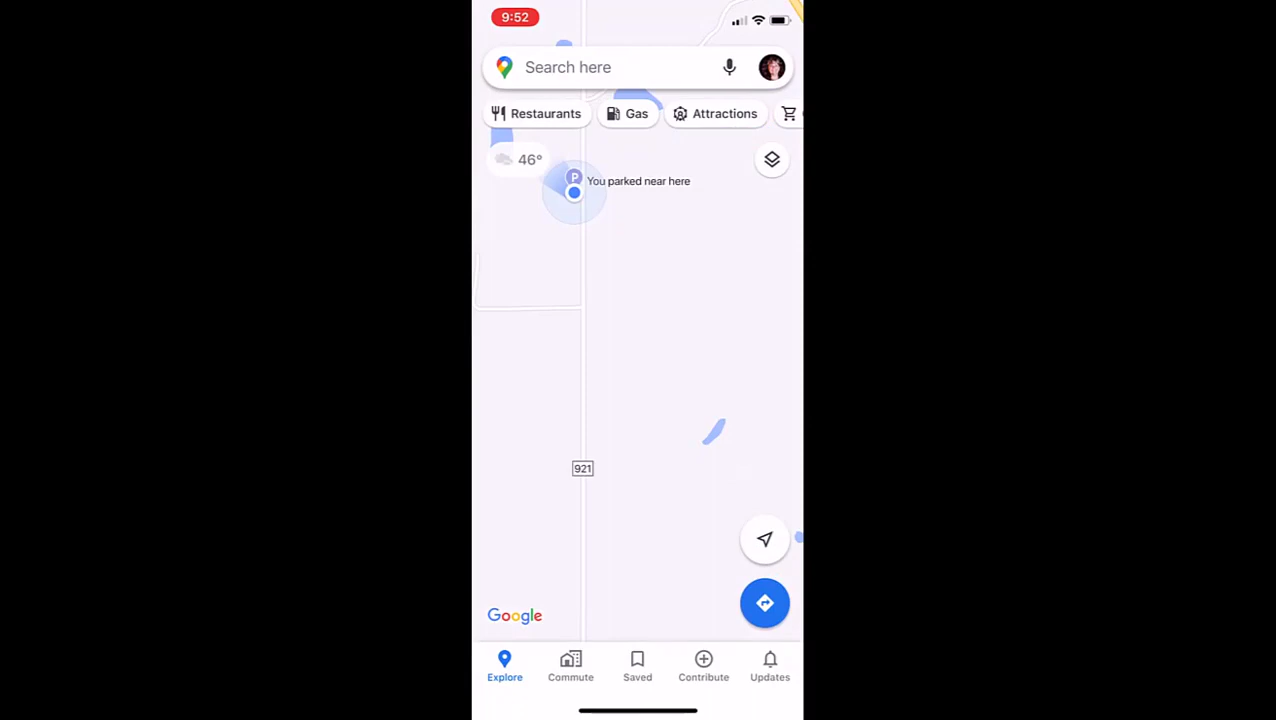 9:52
Search here
Restaurants
Gas
Attractions
46°
P
You parked near here
921
Google
Explore
Commute
Saved
Contribute
Updates